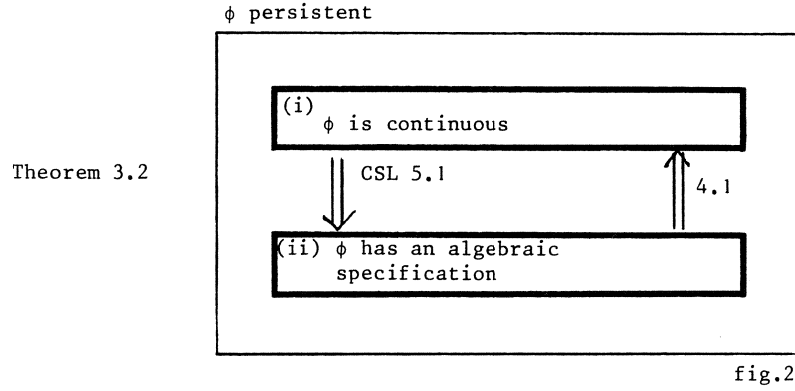 ϕ persistent
(i)
ϕ is continuous
Theorem 3.2
CSL 5.1
4.1
(ii) ϕ has an algebraic
specification
fig.2